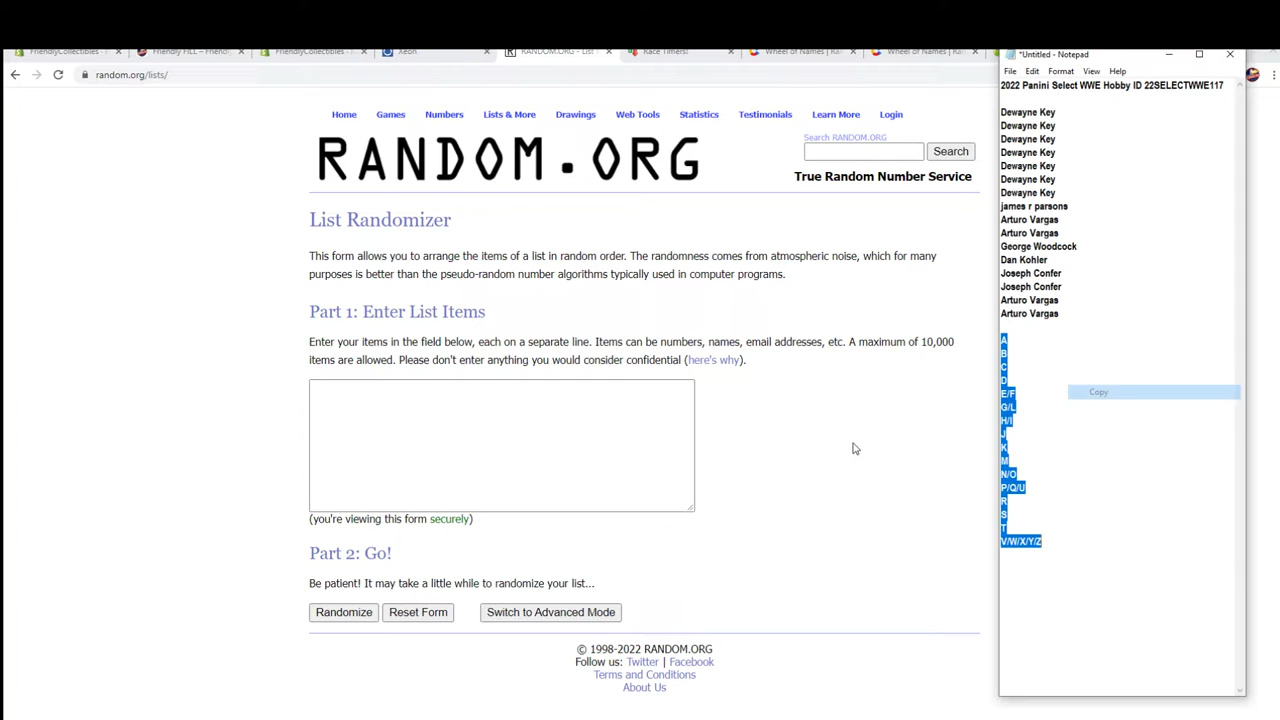 FriendlyCollectibles - F
Friendly FILL – Friendl
FriendlyCollectibles -
Xeon
RANDOM.ORG - List
Race Timers!
Wheel of Names |
Wheel of Names |
random.org/lists/
Home Games Numbers Lists & More Drawings Web Tools Statistics Testimonials Learn More Login
RANDOM.ORG
Search RANDOM.ORG
Search
True Random Number Service
List Randomizer
This form allows you to arrange the items of a list in random order. The randomness comes from atmospheric noise, which for many
purposes is better than the pseudo-random number algorithms typically used in computer programs.
Part 1: Enter List Items
Enter your items in the field below, each on a separate line. Items can be numbers, names, email addresses, etc. A maximum of 10,000
items are allowed. Please don't enter anything you would consider confidential (here's why).
(you're viewing this form securely)
Part 2: Go!
Be patient! It may take a little while to randomize your list...
Randomize Reset Form Switch to Advanced Mode
© 1998-2022 RANDOM.ORG
Follow us: Twitter | Facebook
Terms and Conditions
About Us
*Untitled - Notepad
File Edit Format View Help
2022 Panini Select WWE Hobby ID 22SELECTWWE117
Dewayne Key
Dewayne Key
Dewayne Key
Dewayne Key
Dewayne Key
Dewayne Key
Dewayne Key
james r parsons
Arturo Vargas
Arturo Vargas
George Woodcock
Dan Kohler
Joseph Confer
Joseph Confer
Arturo Vargas
Arturo Vargas
A
B
C
D
E/F
G/L
H/I
J
K
M
N/O
P/Q/U
R
S
T
V/W/X/Y/Z
Copy